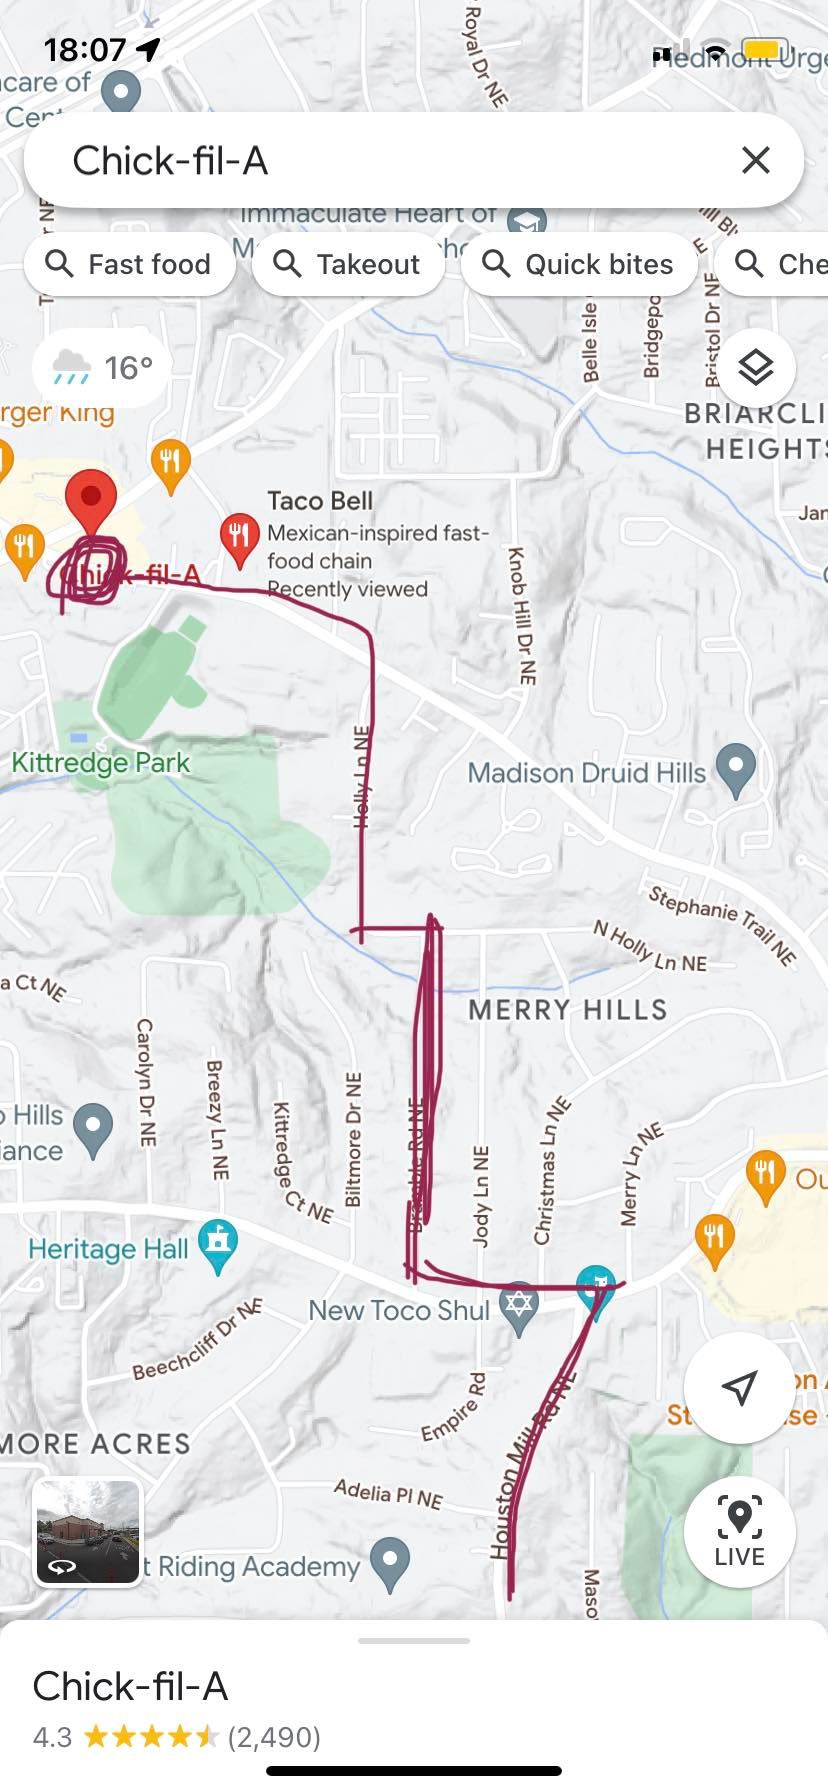 18:07
Royal Dr NE
Piedmont Urge
care of
Chick-fil-A
Immaculate Heart of
Fast food
Takeout
Quick bites
Che
Belle Isle
Bristol Dr NE
16°
rger King
BRIARCLI
HEIGHTS
Taco Bell
Mexican-inspired fast-
food chain
Recently viewed
Chick-fil-A
Jan
Knob Hill Dr NE
Kittredge Park
Holly Ln NE
Madison Druid Hills
Stephanie Trail NE
N Holly Ln NE
a Ct NE
MERRY HILLS
Carolyn Dr NE
Breezy Ln NE
Kittredge Ct NE
Biltmore Dr NE
Jody Ln NE
Christmas Ln NE
Merry Ln NE
Hills
iance
Ou
Heritage Hall
New Toco Shul
Beechcliff Dr NE
Empire Rd
Houston Mill Rd NE
MORE ACRES
Adelia Pl NE
t Riding Academy
Maso
on A
St
se
LIVE
Chick-fil-A
4.3
(2,490)